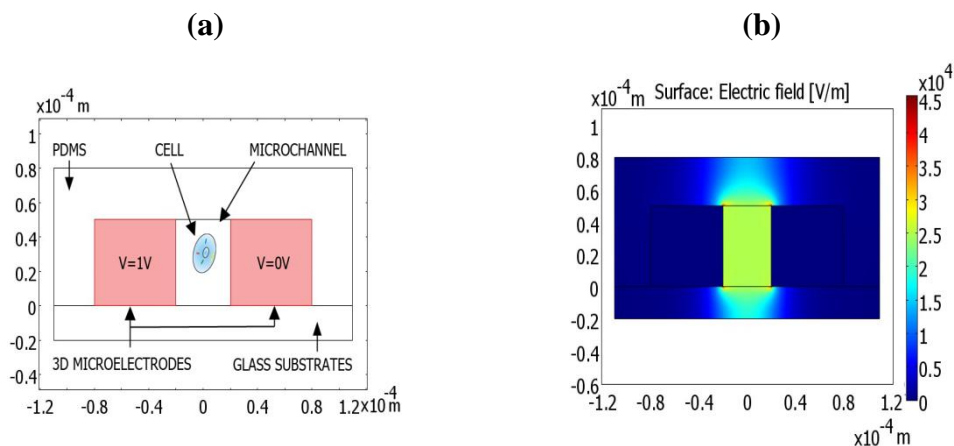 (a)
x10⁻⁴ m
1
0.8
0.6
0.4
0.2
0
-0.2
-0.4
PDMS
CELL
MICROCHANNEL
V=1V
V=0V
3D MICROELECTRODES
GLASS SUBSTRATES
-1.2 -0.8 -0.4 0 0.4 0.8 1.2 x10⁻⁴ m
(b)
x10⁻⁴ m
Surface: Electric field [V/m]
x10⁴
1
0.8
0.6
0.4
0.2
0
-0.2
-0.4
-0.6
-1.2 -0.8 -0.4 0 0.4 0.8 1.2
x10⁻⁴ m
4.5
4
3.5
3
2.5
2
1.5
1
0.5
0